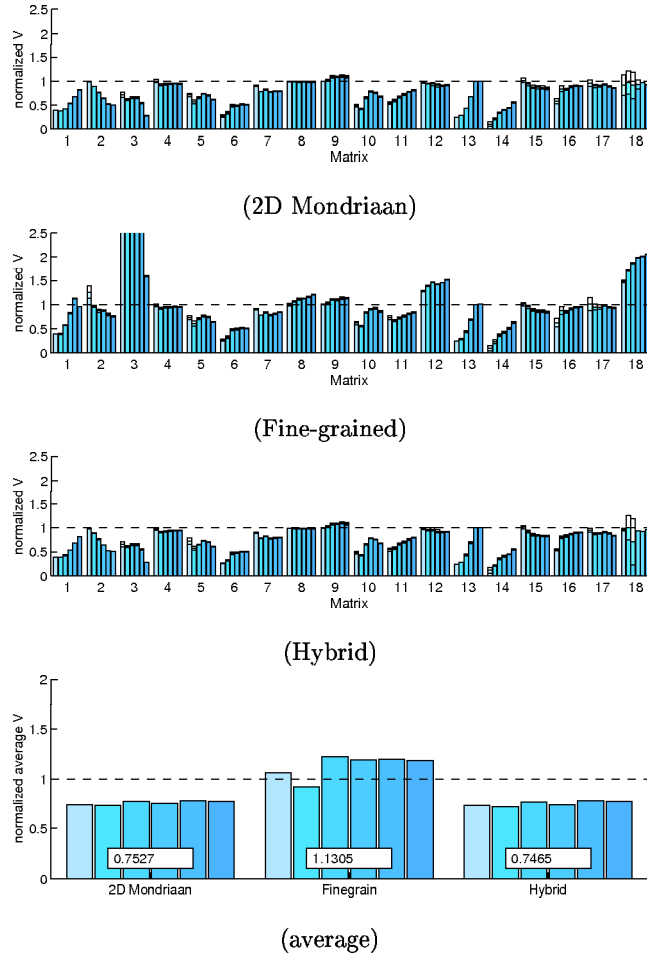 2.5
2
1.5
1
0.5
0
normalized V
1 2 3 4 5 6 7 8 9 10 11 12 13 14 15 16 17 18
Matrix
(2D Mondriaan)
2.5
2
1.5
1
0.5
0
normalized V
1 2 3 4 5 6 7 8 9 10 11 12 13 14 15 16 17 18
Matrix
(Fine-grained)
2.5
2
1.5
1
0.5
0
normalized V
1 2 3 4 5 6 7 8 9 10 11 12 13 14 15 16 17 18
Matrix
(Hybrid)
2
1.5
1
0.5
0
normalized average V
0.7527 1.1305 0.7465
2D Mondriaan Finegrain Hybrid
(average)